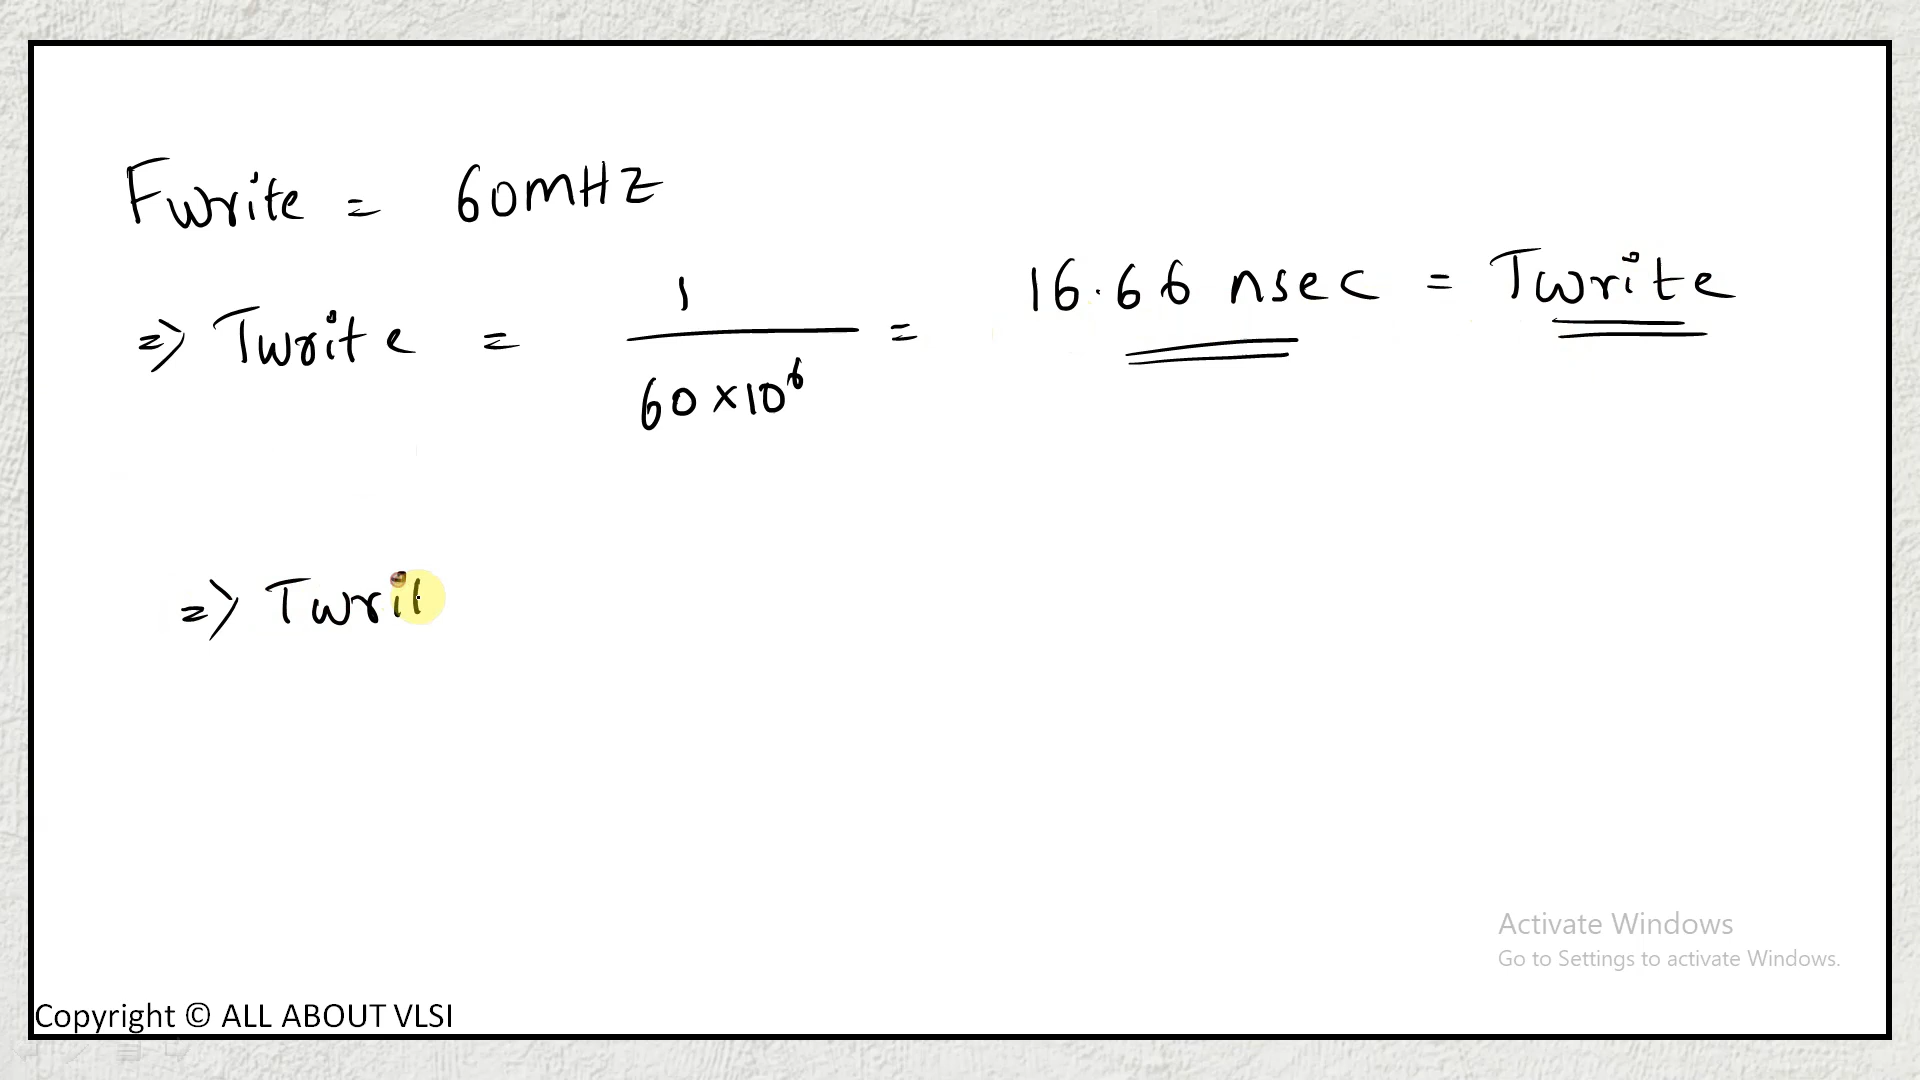 Fwrite = 60mHZ
=> Twrite = 1 / 60 × 10⁶ = 16.66 nsec = Twrite
=> Twrit
Activate Windows
Go to Settings to activate Windows.
Copyright © ALL ABOUT VLSI